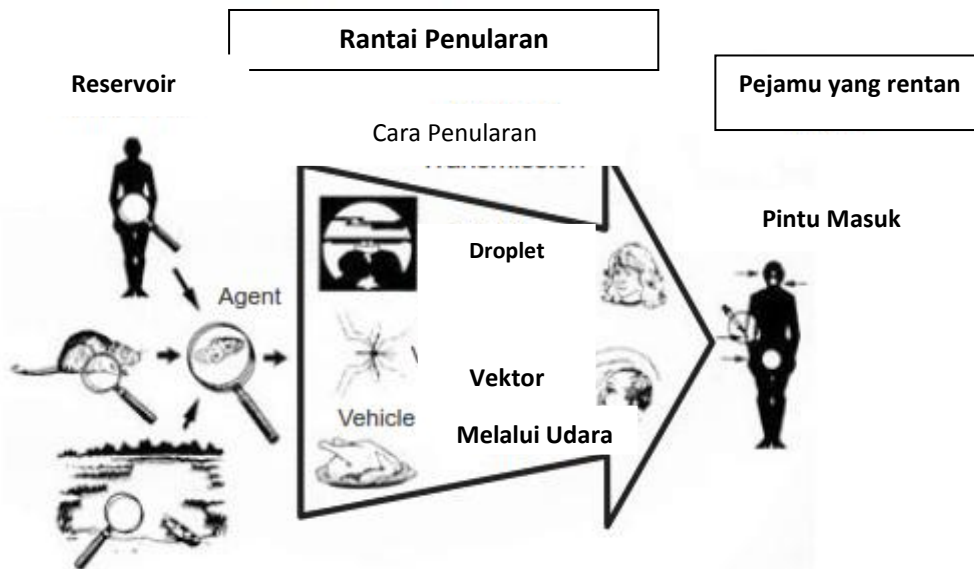 Rantai Penularan
Reservoir
Pejamu yang rentan
Cara Penularan
Pintu Masuk
Droplet
Agent
Vektor
Vehicle
Melalui Udara